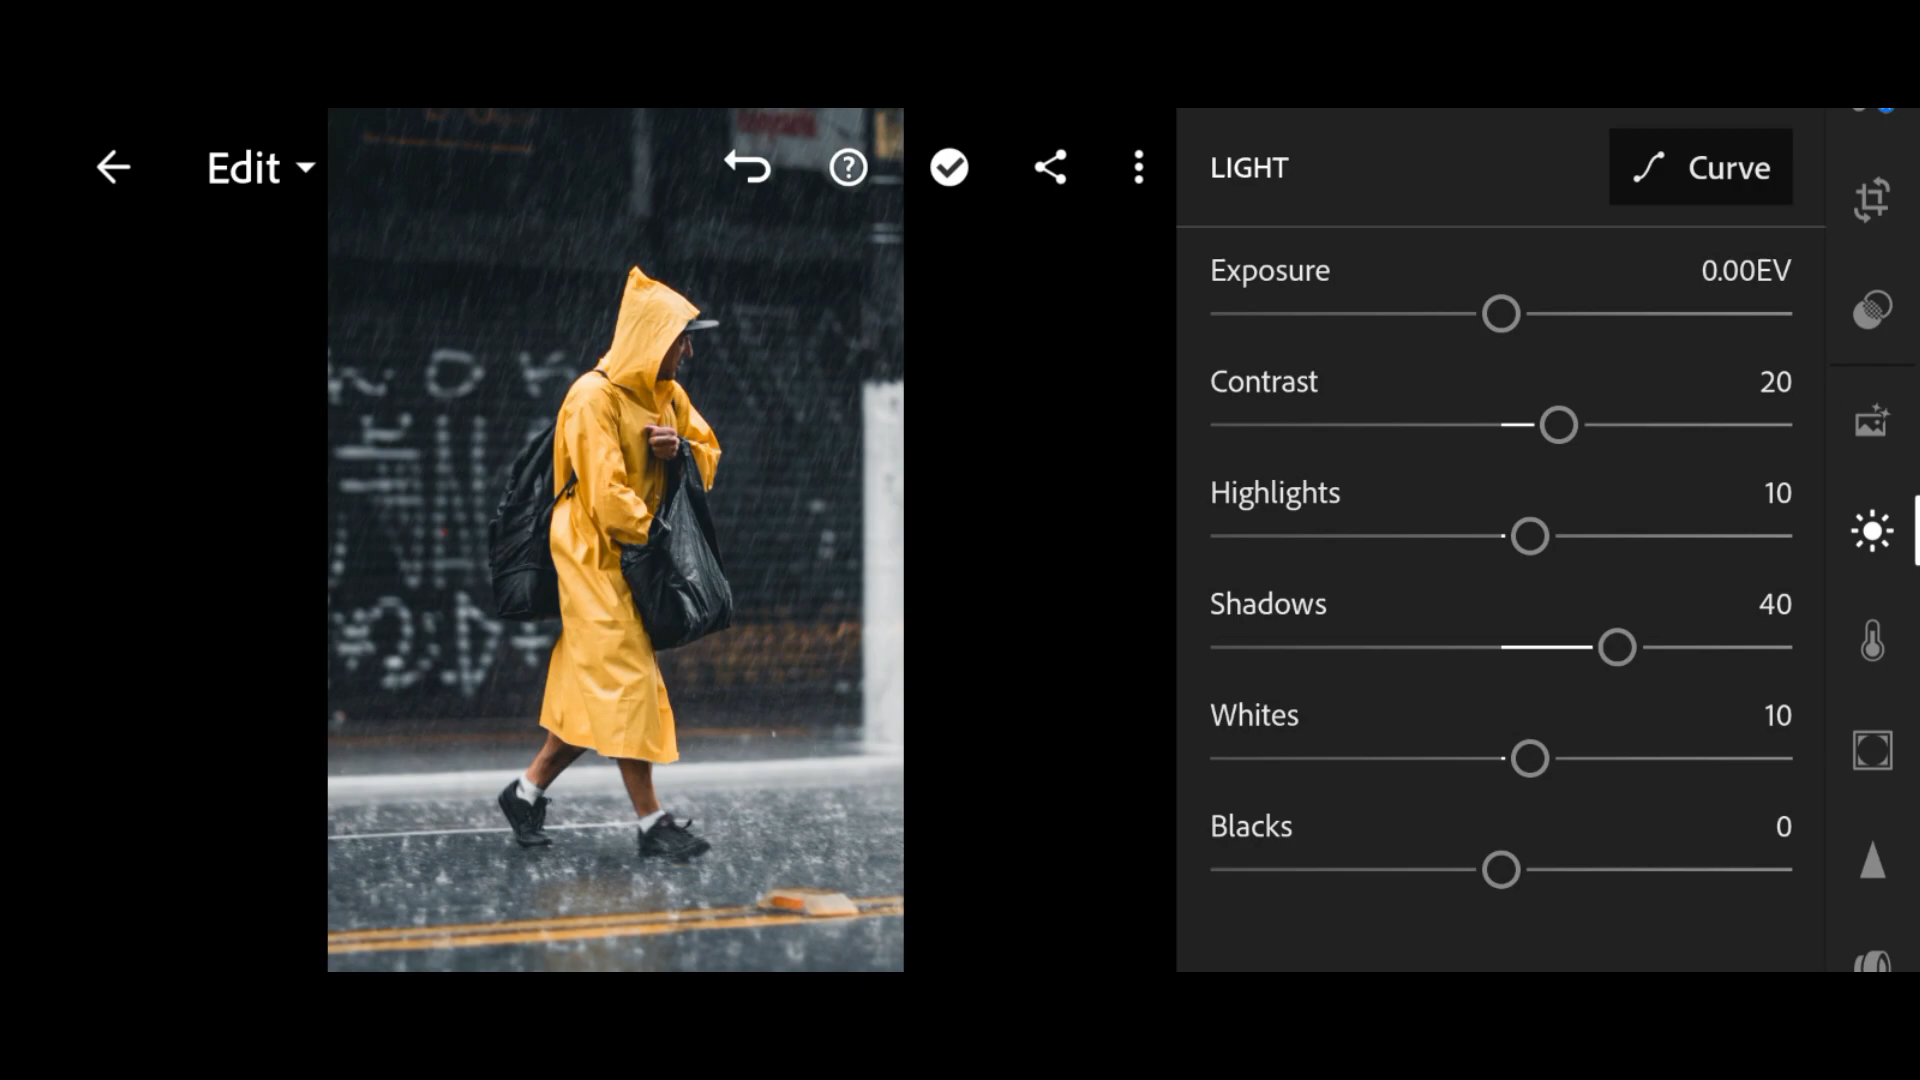 Edit
LIGHT
Curve
Exposure 0.00EV
Contrast 20
Highlights 10
Shadows 40
Whites 10
Blacks 0